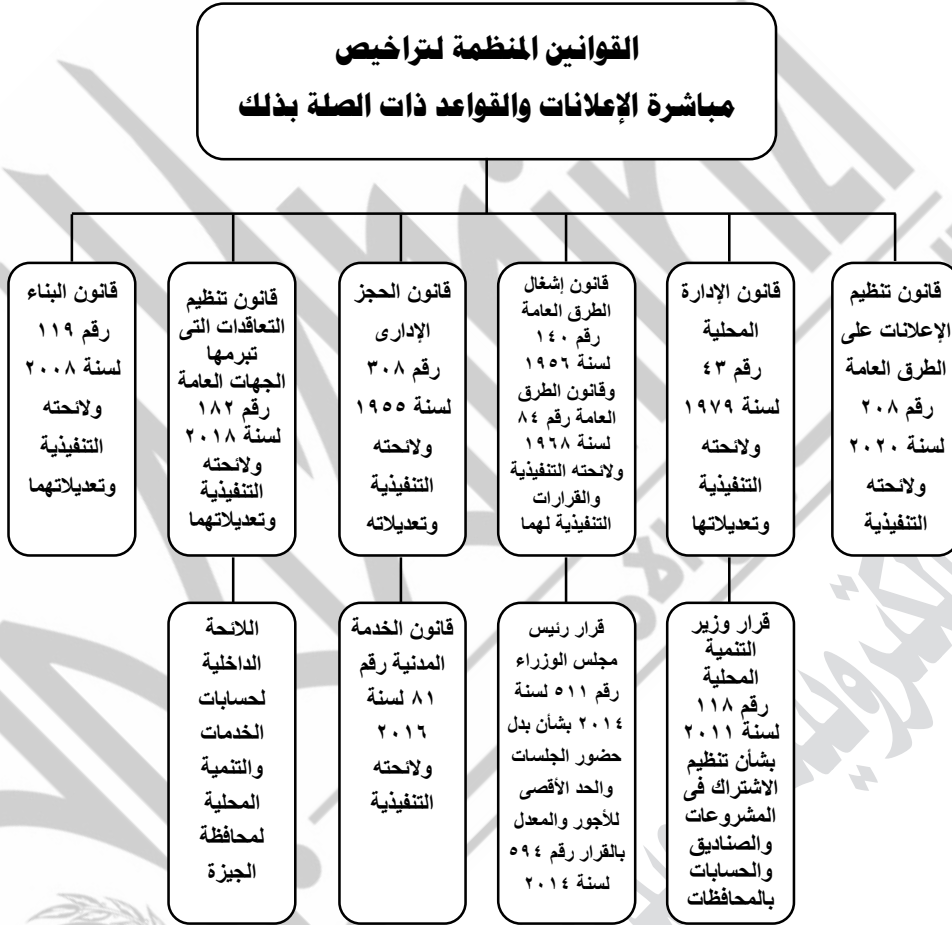 القوانين المنظمة لتراخيص
مباشرة الإعلانات والقواعد ذات الصلة بذلك
قانون تنظيم
الإعلانات على
الطرق العامة
رقم ٢٠٨
لسنة ٢٠٢٠
ولائحته
التنفيذية
قانون الإدارة
المحلية
رقم ٤٣
لسنة ١٩٧٩
ولائحته
التنفيذية
وتعديلاتها
قانون إشغال
الطرق العامة
رقم ١٤٠
لسنة ١٩٥٦
وقانون الطرق
العامة رقم ٨٤
لسنة ١٩٦٨
ولائحته التنفيذية
والقرارات
التنفيذية لهما
قانون الحجز
الإدارى
رقم ٣٠٨
لسنة ١٩٥٥
ولائحته
التنفيذية
وتعديلاته
قانون تنظيم
التعاقدات التى
تبرمها
الجهات العامة
رقم ١٨٢
لسنة ٢٠١٨
ولائحته
التنفيذية
وتعديلاتهما
قانون البناء
رقم ١١٩
لسنة ٢٠٠٨
ولائحته
التنفيذية
وتعديلاتهما
قرار وزير
التنمية
المحلية
رقم ١١٨
لسنة ٢٠١١
بشأن تنظيم
الاشتراك فى
المشروعات
والصناديق
والحسابات
بالمحافظات
قرار رئيس
مجلس الوزراء
رقم ٥١١ لسنة
٢٠١٤ بشأن بدل
حضور الجلسات
والحد الأقصى
للأجور والمعدل
بالقرار رقم ٥٩٤
لسنة ٢٠١٤
قانون الخدمة
المدنية رقم
٨١ لسنة
٢٠١٦
ولائحته
التنفيذية
اللائحة
الداخلية
لحسابات
الخدمات
والتنمية
المحلية
لمحافظة
الجيزة